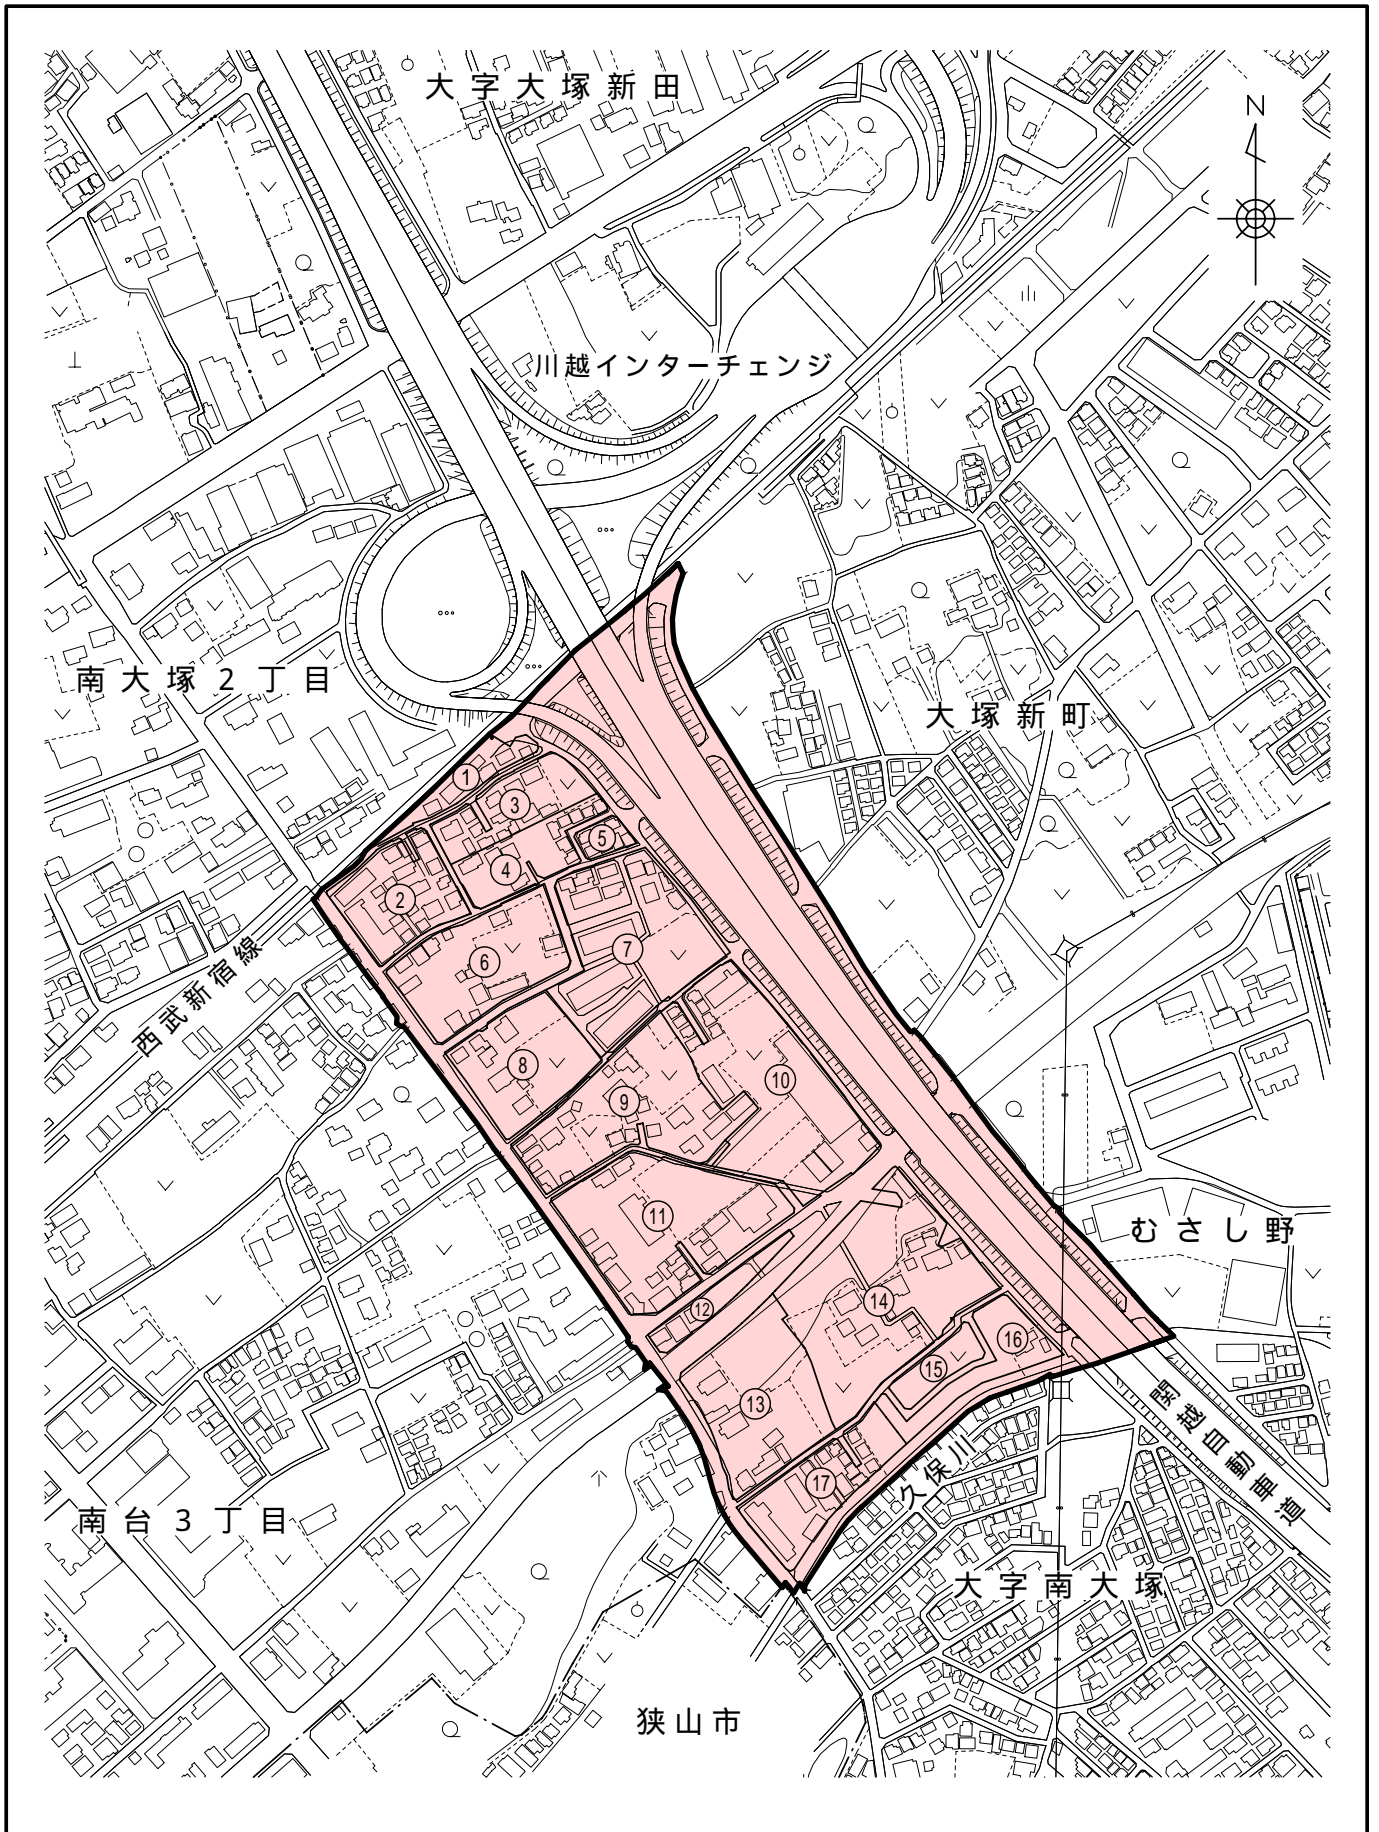 大字大塚新田
N
川越インターチェンジ
南大塚2丁目
大塚新町
①
③
⑤
④
②
⑦
⑥
⑧
⑩
⑨
西武新宿線
⑪
むさし野
⑫
⑭
⑯
⑮
⑬
⑰
関越自動車道
久保川
南台3丁目
大字南大塚
狭山市